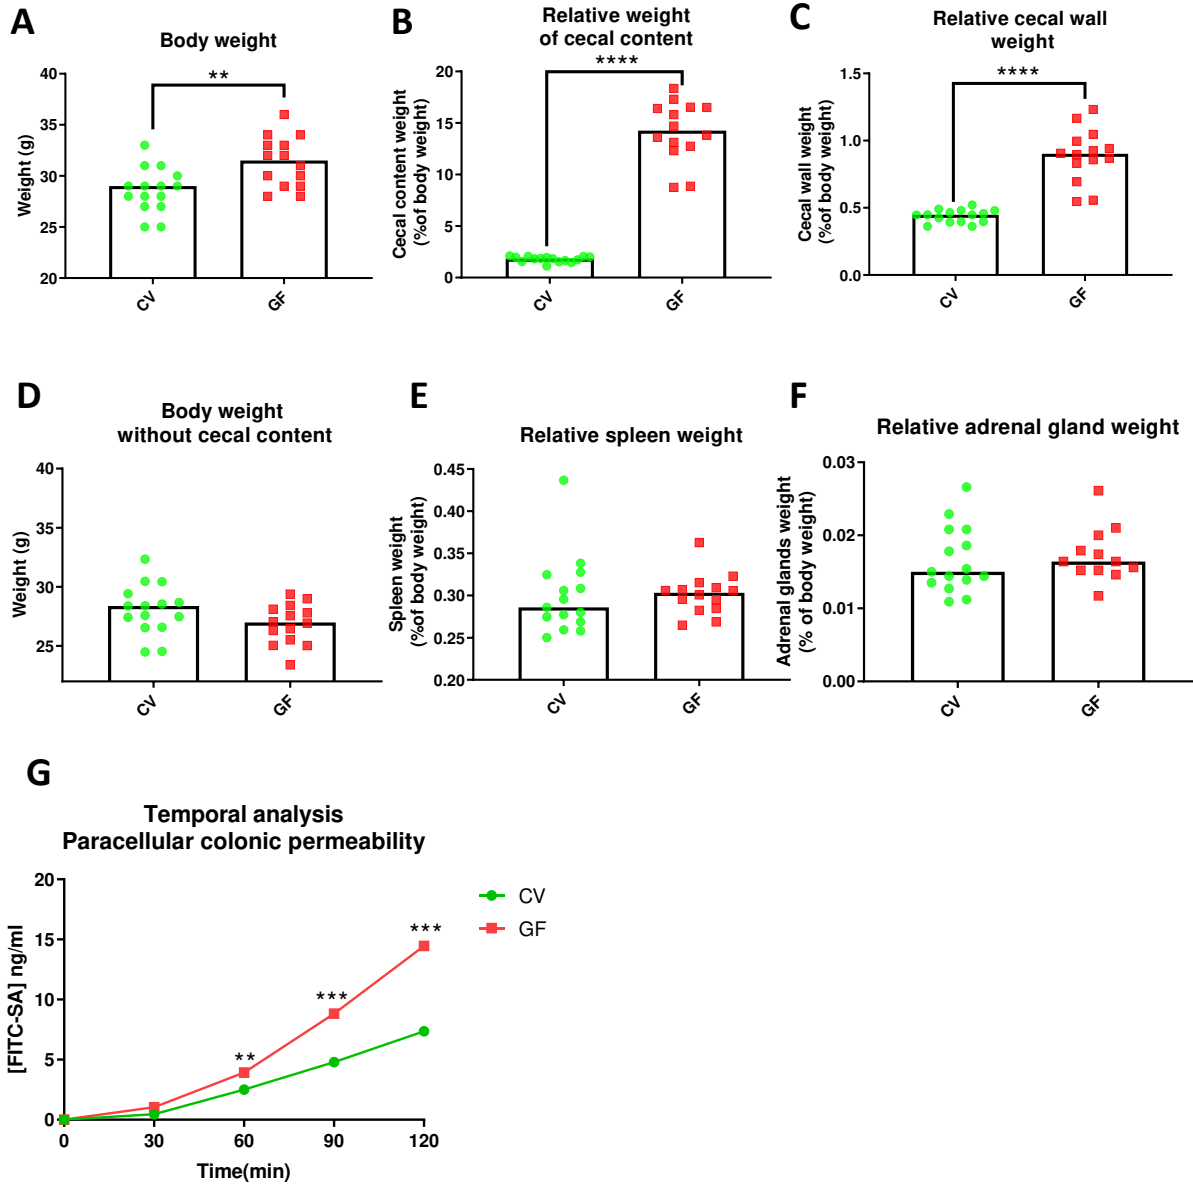 A
Body weight
Weight (g)
40
35
30
25
20
**
CV
GF
B
Relative weight
of cecal content
Cecal content weight
(%of body weight)
20
15
10
5
0
****
CV
GF
C
Relative cecal wall
weight
Cecal wall weight
(%of body weight)
1.5
1.0
0.5
0.0
****
CV
GF
D
Body weight
without cecal content
Weight (g)
40
35
30
25
CV
GF
E
Relative spleen weight
Spleen weight
(%of body weight)
0.45
0.40
0.35
0.30
0.25
0.20
CV
GF
F
Relative adrenal gland weight
Adrenal glands weight
(% of body weight)
0.03
0.02
0.01
0.00
CV
GF
G
Temporal analysis
Paracellular colonic permeability
[FITC-SA] ng/ml
20
15
10
5
0
**
***
***
0 30 60 90 120
Time(min)
CV
GF